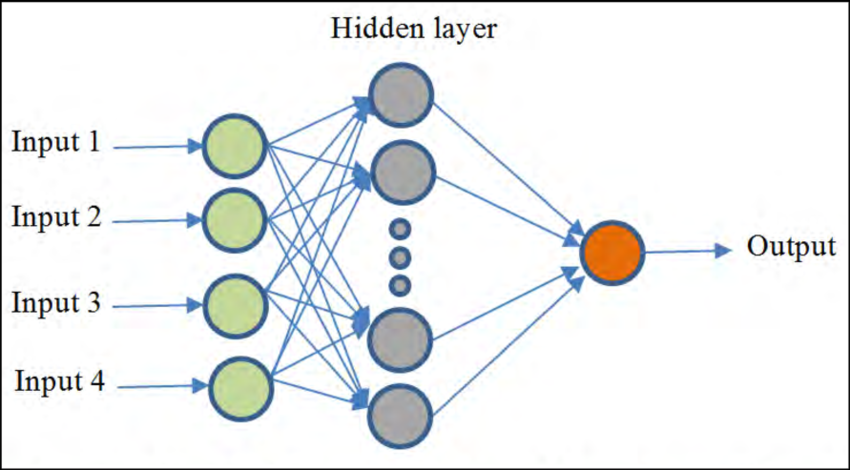 Hidden layer
Input 1
Input 2
Input 3
Input 4
Output